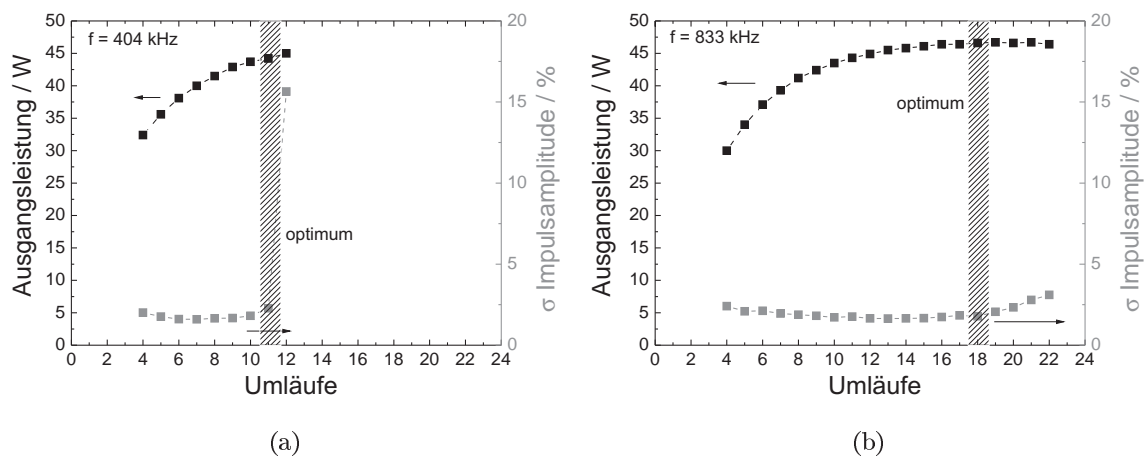 f = 404 kHz
Ausgangsleistung / W
50
45
40
35
30
25
20
15
10
5
0
optimum
20
15
10
5
0
σ Impulsamplitude / %
0 2 4 6 8 10 12 14 16 18 20 22 24
Umläufe
(a)
f = 833 kHz
Ausgangsleistung / W
50
45
40
35
30
25
20
15
10
5
0
optimum
20
15
10
5
0
σ Impulsamplitude / %
0 2 4 6 8 10 12 14 16 18 20 22 24
Umläufe
(b)